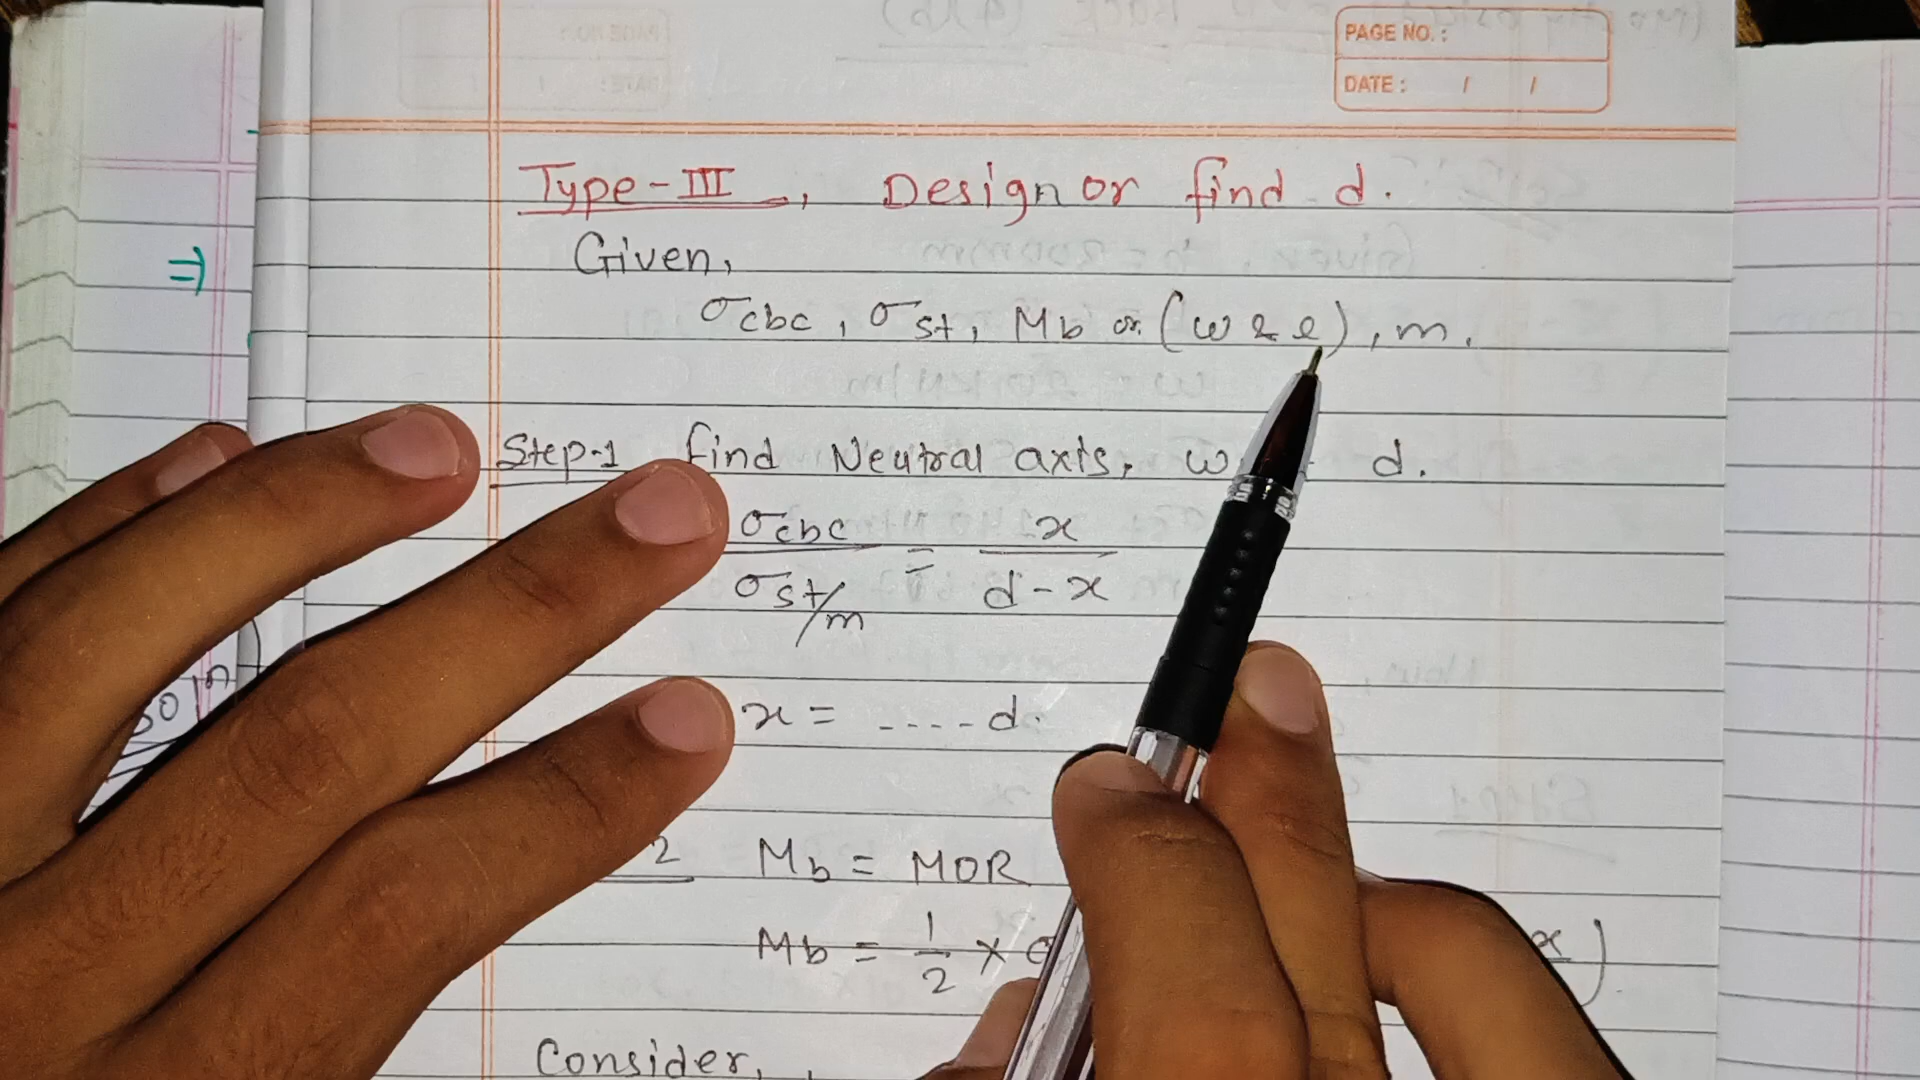 PAGE NO. :
DATE : / /
Type-III, Design or find d.
Given,
⇒
σcbc, σst, Mb or (w & l), m.
Step-1 find Neutral axis, d.
σcbc / σst/m = x / d - x
x = ---- d.
2 Mb = MOR
Mb = 1/2 ×
Consider,